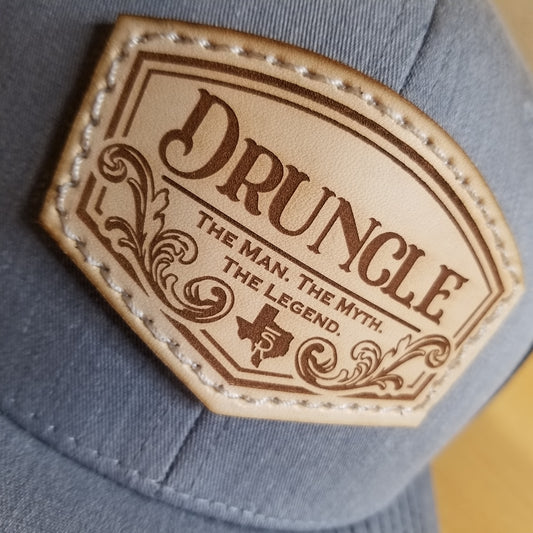 DRUNCLE
THE MAN. THE MYTH.
THE LEGEND.